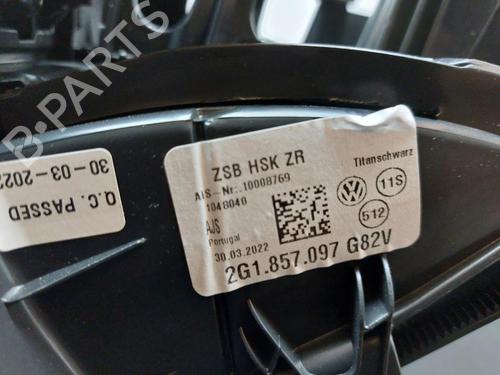 B-PARTS
ZSB HSK ZR
Titanschwarz
AIS-Nr.:10008769
1048040
AJS
Portugal
30.03.2022
11S
512
2G1.857.097 G82V
Q.C. PASSED
30-03-202